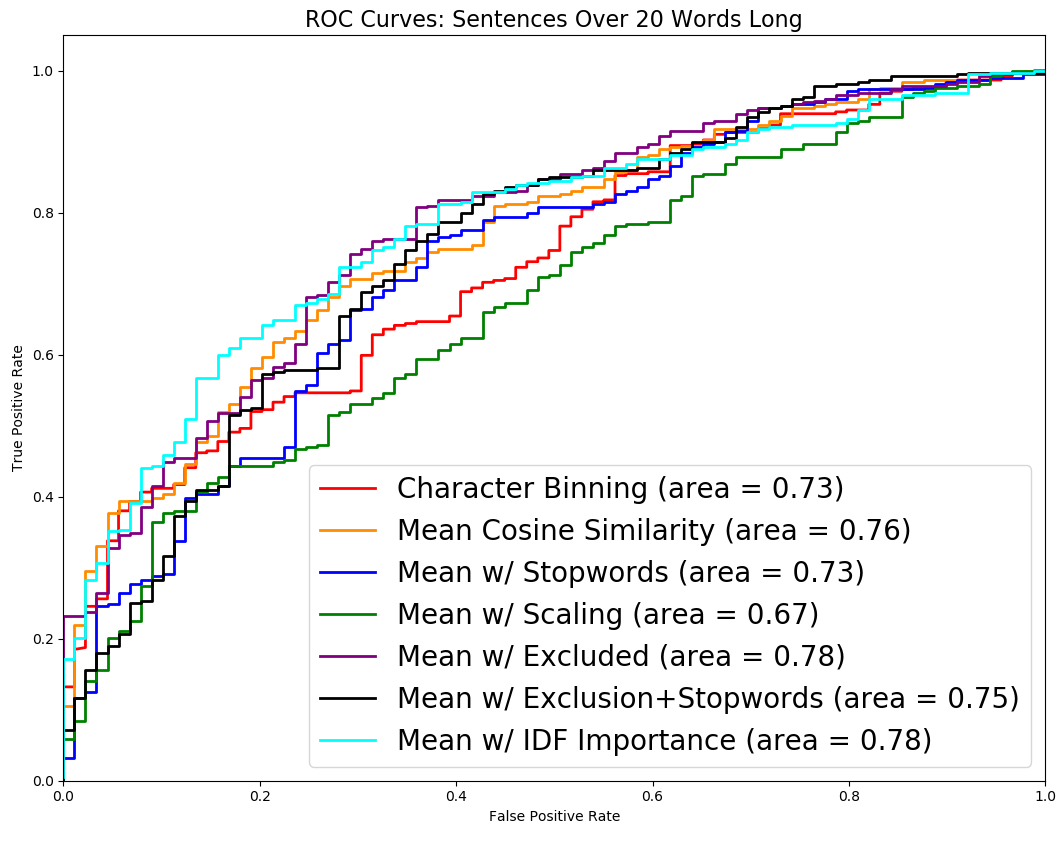 ROC Curves: Sentences Over 20 Words Long
1.0
0.8
0.6
0.4
0.2
0.0
True Positive Rate
Character Binning (area = 0.73)
Mean Cosine Similarity (area = 0.76)
Mean w/ Stopwords (area = 0.73)
Mean w/ Scaling (area = 0.67)
Mean w/ Excluded (area = 0.78)
Mean w/ Exclusion+Stopwords (area = 0.75)
Mean w/ IDF Importance (area = 0.78)
0.0 0.2 0.4 0.6 0.8 1.0
False Positive Rate